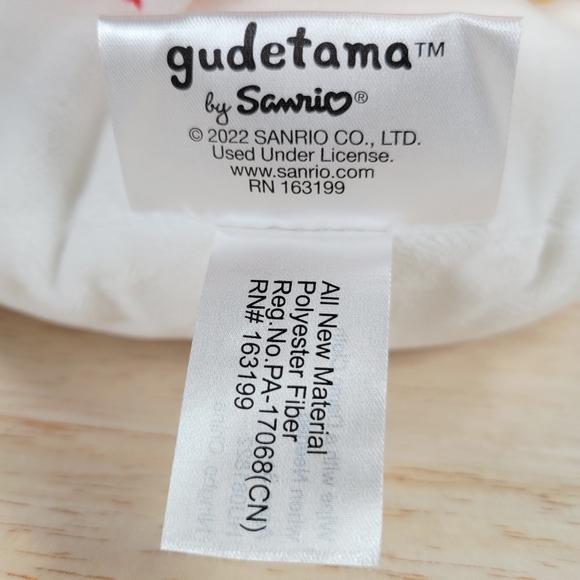 gudetama™
by Sanrio®
© 2022 SANRIO CO., LTD.
Used Under License.
www.sanrio.com
RN 163199
All New Material
Polyester Fiber
Reg.No.PA-17068(CN)
RN# 163199